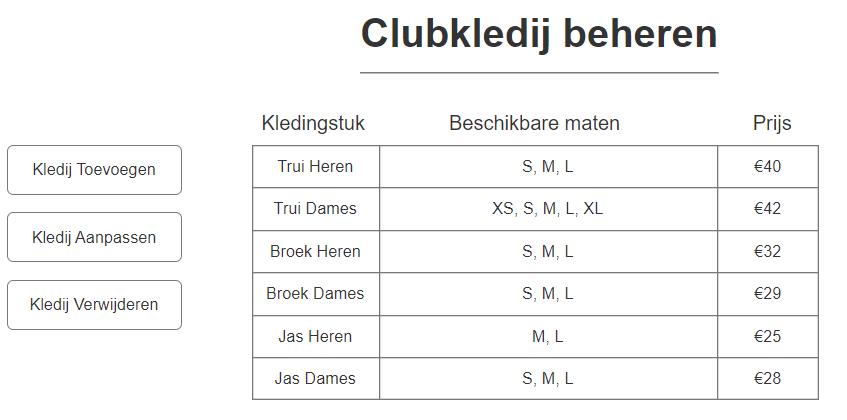 Clubkledij beheren
Kledingstuk Beschikbare maten Prijs
Kledij Toevoegen
Kledij Aanpassen
Kledij Verwijderen
Trui Heren S, M, L €40
Trui Dames XS, S, M, L, XL €42
Broek Heren S, M, L €32
Broek Dames S, M, L €29
Jas Heren M, L €25
Jas Dames S, M, L €28